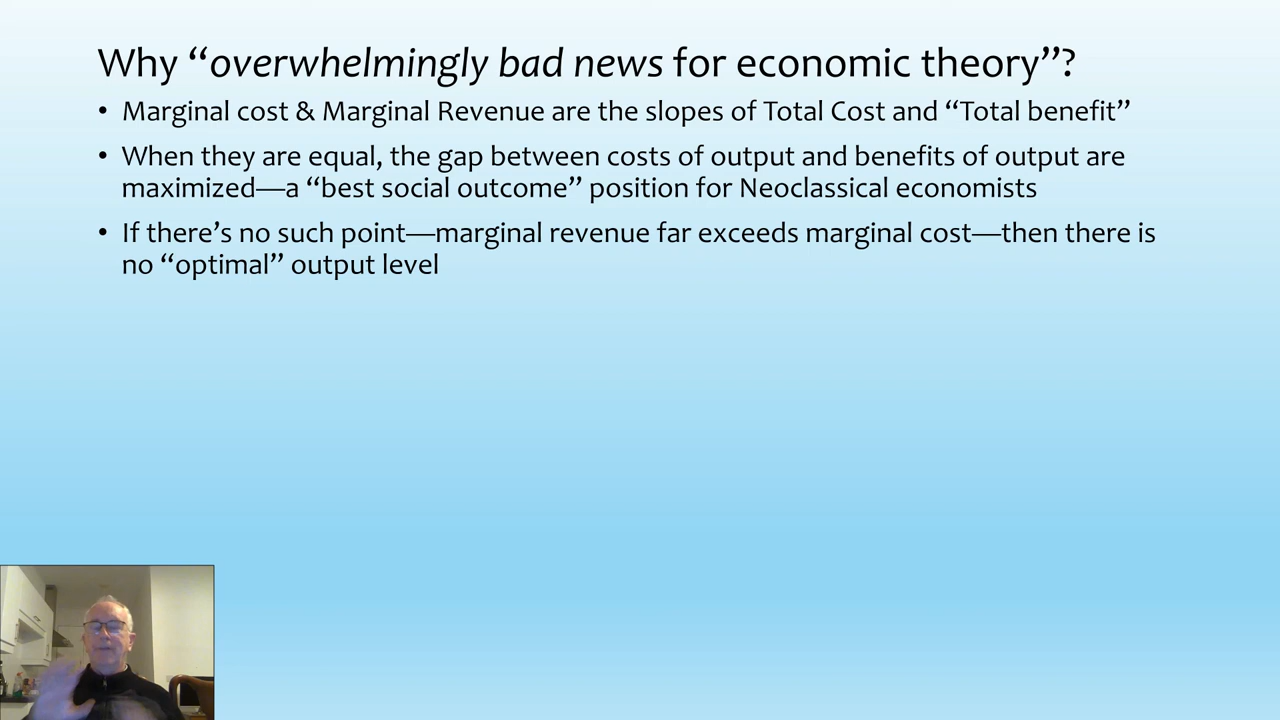 Why “overwhelmingly bad news for economic theory”?
• Marginal cost & Marginal Revenue are the slopes of Total Cost and “Total benefit”
• When they are equal, the gap between costs of output and benefits of output are
maximized—a “best social outcome” position for Neoclassical economists
• If there’s no such point—marginal revenue far exceeds marginal cost—then there is
no “optimal” output level